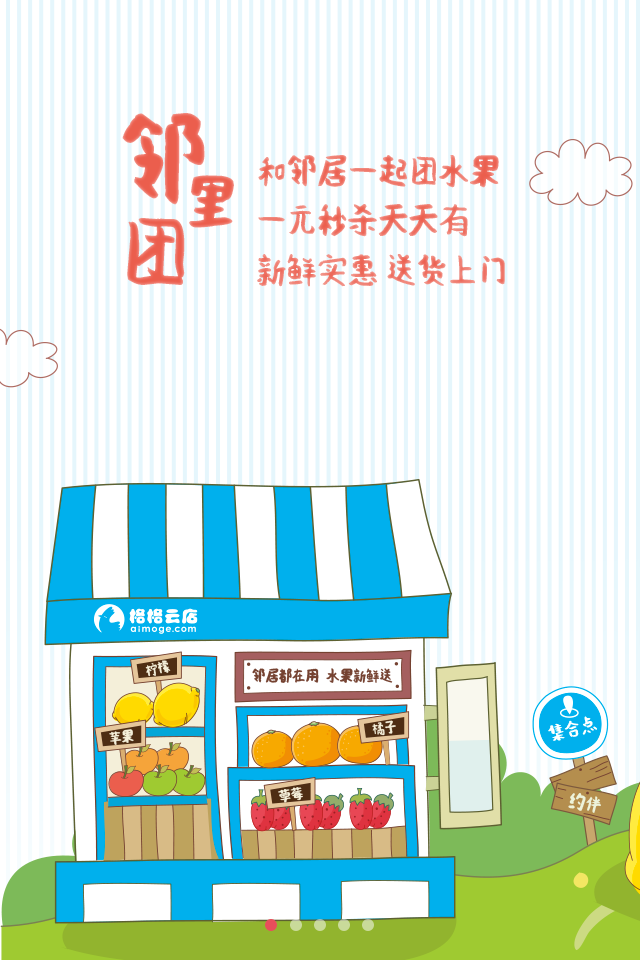 邻里团
和邻居一起团水果
一元秒杀天天有
新鲜实惠 送货上门
格格云店
aimoge.com
柠檬
邻居都在用 水果新鲜送
苹果
橘子
集合点
草莓
约伴